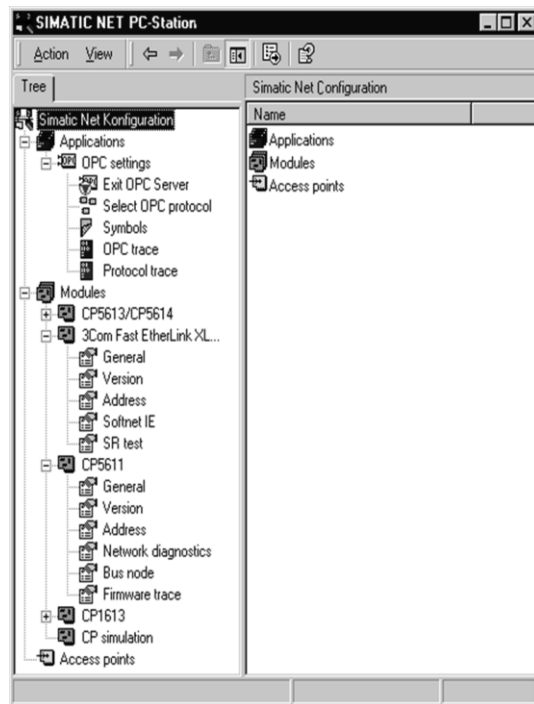 SIMATIC NET PC-Station
Action View
Tree
Simatic Net Configuration
Simatic Net Konfiguration
Applications
OPC settings
Exit OPC Server
Select OPC protocol
Symbols
OPC trace
Protocol trace
Modules
CP5613/CP5614
3Com Fast EtherLink XL...
General
Version
Address
Softnet IE
SR test
CP5611
General
Version
Address
Network diagnostics
Bus node
Firmware trace
CP1613
CP simulation
Access points
Name
Applications
Modules
Access points